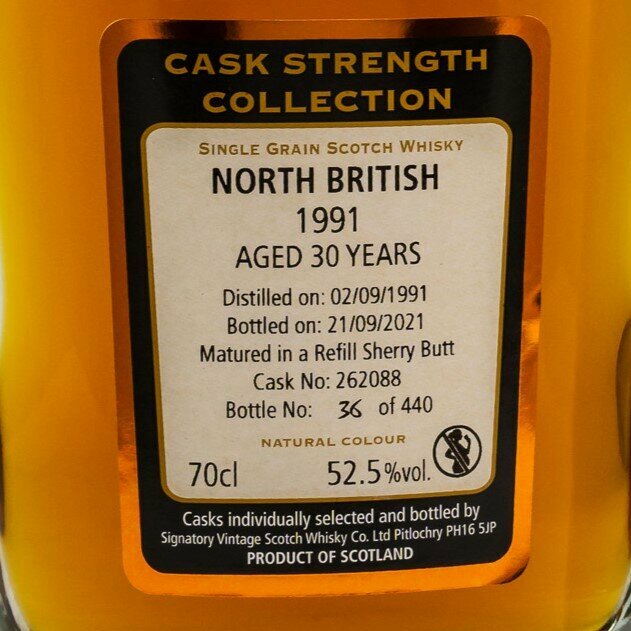 CASK STRENGTH
COLLECTION
SINGLE GRAIN SCOTCH WHISKY
NORTH BRITISH
1991
AGED 30 YEARS
Distilled on: 02/09/1991
Bottled on: 21/09/2021
Matured in a Refill Sherry Butt
Cask No: 262088
Bottle No: 36 of 440
NATURAL COLOUR
70cl 52.5%vol.
Casks individually selected and bottled by
Signatory Vintage Scotch Whisky Co. Ltd Pitlochry PH16 5JP
PRODUCT OF SCOTLAND